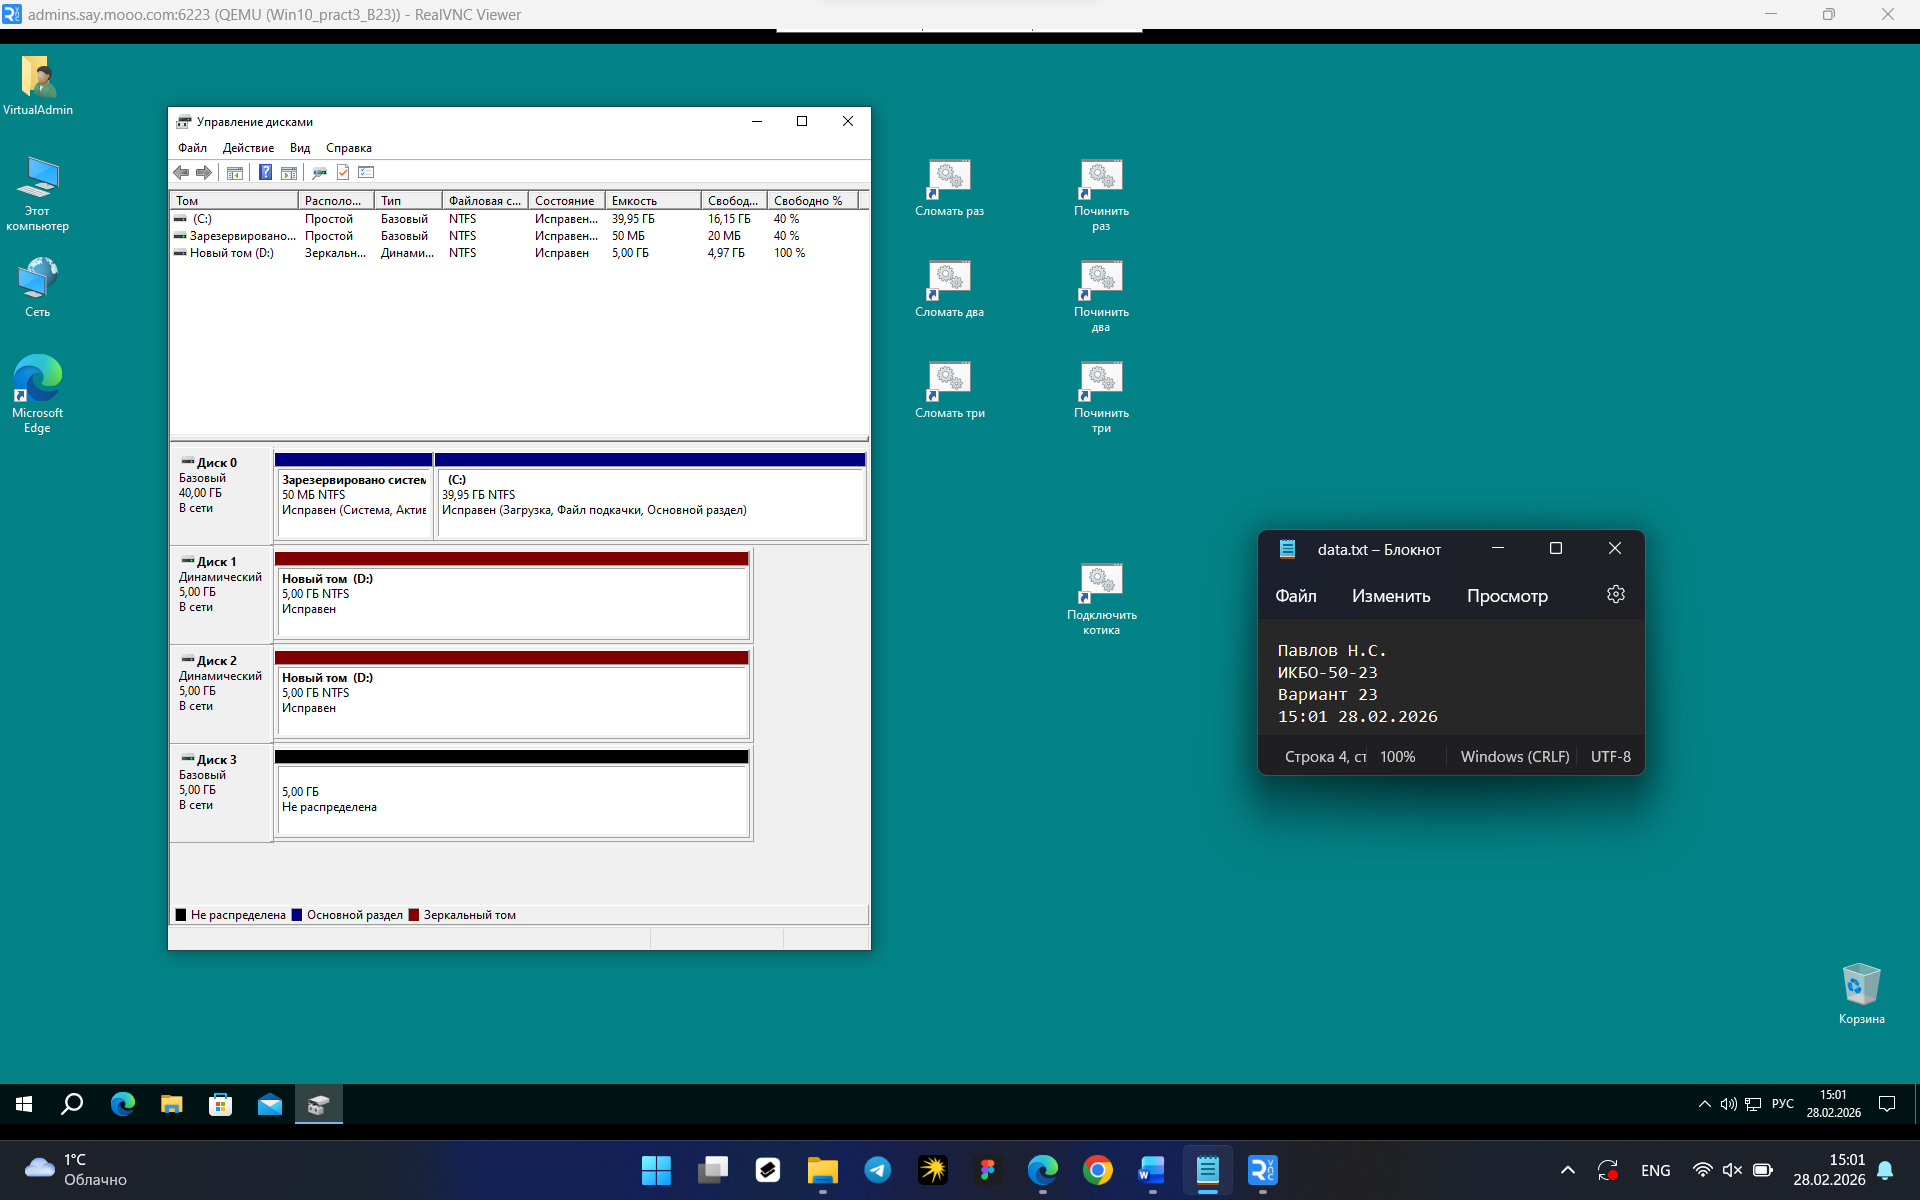 admins.say.mooo.com:6223 (QEMU (Win10_pract3_B23)) - RealVNC Viewer
VirtualAdmin
Этот компьютер
Сеть
Microsoft Edge
Управление дисками
Файл Действие Вид Справка
Том Располо... Тип Файловая с... Состояние Емкость Свобод... Свободно %
(C:) Простой Базовый NTFS Исправен... 39,95 ГБ 16,15 ГБ 40 %
Зарезервировано... Простой Базовый NTFS Исправен... 50 МБ 20 МБ 40 %
Новый том (D:) Зеркальн... Динами... NTFS Исправен 5,00 ГБ 4,97 ГБ 100 %
Диск 0
Базовый
40,00 ГБ
В сети
Зарезервировано систем
50 МБ NTFS
Исправен (Система, Актив
(C:)
39,95 ГБ NTFS
Исправен (Загрузка, Файл подкачки, Основной раздел)
Диск 1
Динамический
5,00 ГБ
В сети
Новый том (D:)
5,00 ГБ NTFS
Исправен
Диск 2
Динамический
5,00 ГБ
В сети
Новый том (D:)
5,00 ГБ NTFS
Исправен
Диск 3
Базовый
5,00 ГБ
В сети
5,00 ГБ
Не распределена
Не распределена Основной раздел Зеркальный том
Сломать раз
Починить раз
Сломать два
Починить два
Сломать три
Починить три
Подключить котика
data.txt – Блокнот
Файл Изменить Просмотр
Павлов Н.С.
ИКБО-50-23
Вариант 23
15:01 28.02.2026
Строка 4, ст 100% Windows (CRLF) UTF-8
Корзина
РУС
15:01
28.02.2026
1°C
Облачно
ENG
15:01
28.02.2026